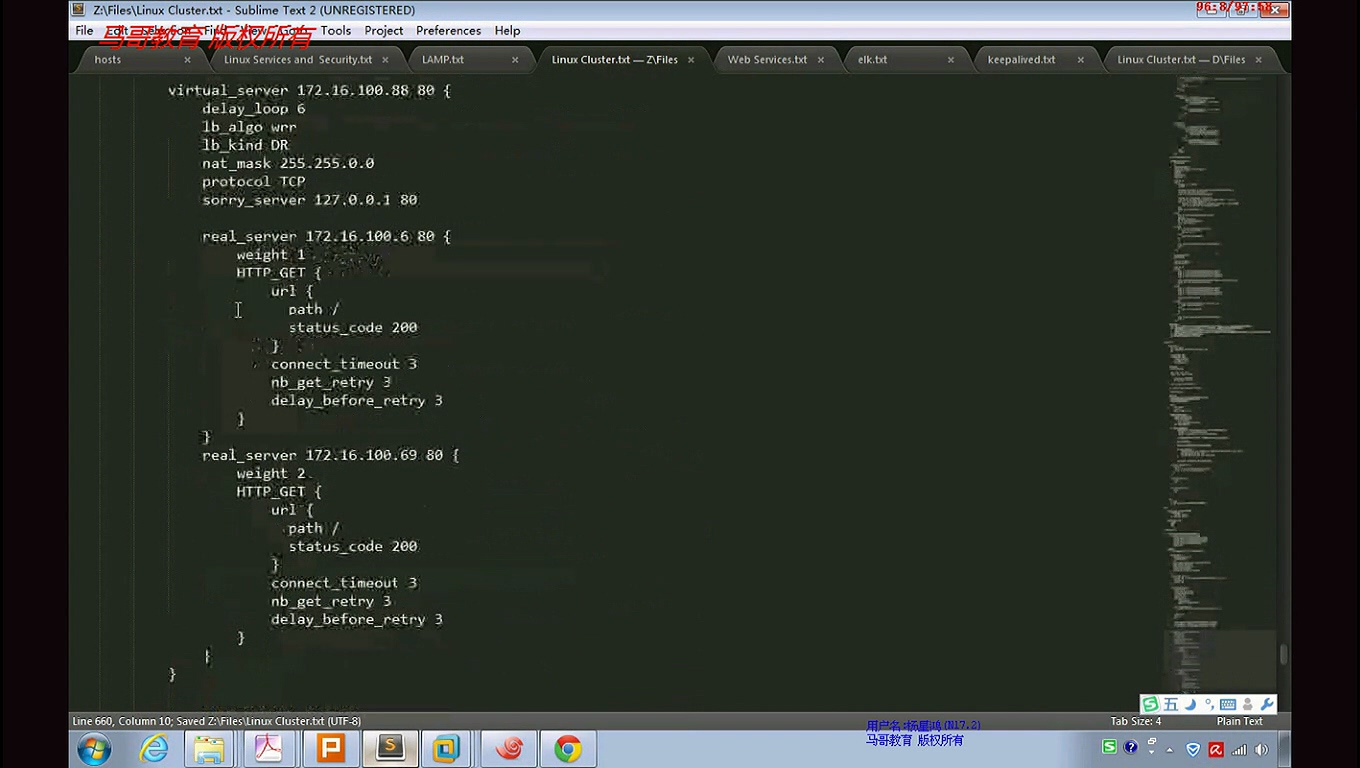 Z:\Files\Linux Cluster.txt - Sublime Text 2 (UNREGISTERED)
96:8/97:58
File Edit Selection Find View Goto Tools Project Preferences Help
马哥教育 版权所有
hosts
Linux Services and Security.txt
LAMP.txt
Linux Cluster.txt — Z\Files
Web Services.txt
elk.txt
keepalived.txt
Linux Cluster.txt — D\Files
virtual_server 172.16.100.88 80 {
delay_loop 6
lb_algo wrr
lb_kind DR
nat_mask 255.255.0.0
protocol TCP
sorry_server 127.0.0.1 80
real_server 172.16.100.6 80 {
weight 1
HTTP_GET {
url {
path /
status_code 200
}
connect_timeout 3
nb_get_retry 3
delay_before_retry 3
}
}
real_server 172.16.100.69 80 {
weight 2
HTTP_GET {
url {
path /
status_code 200
}
connect_timeout 3
nb_get_retry 3
delay_before_retry 3
}
}
}
五
Line 660, Column 10; Saved Z:\Files\Linux Cluster.txt (UTF-8)
Tab Size: 4
Plain Text
用户名:杨星鸣(N17.2)
马哥教育 版权所有